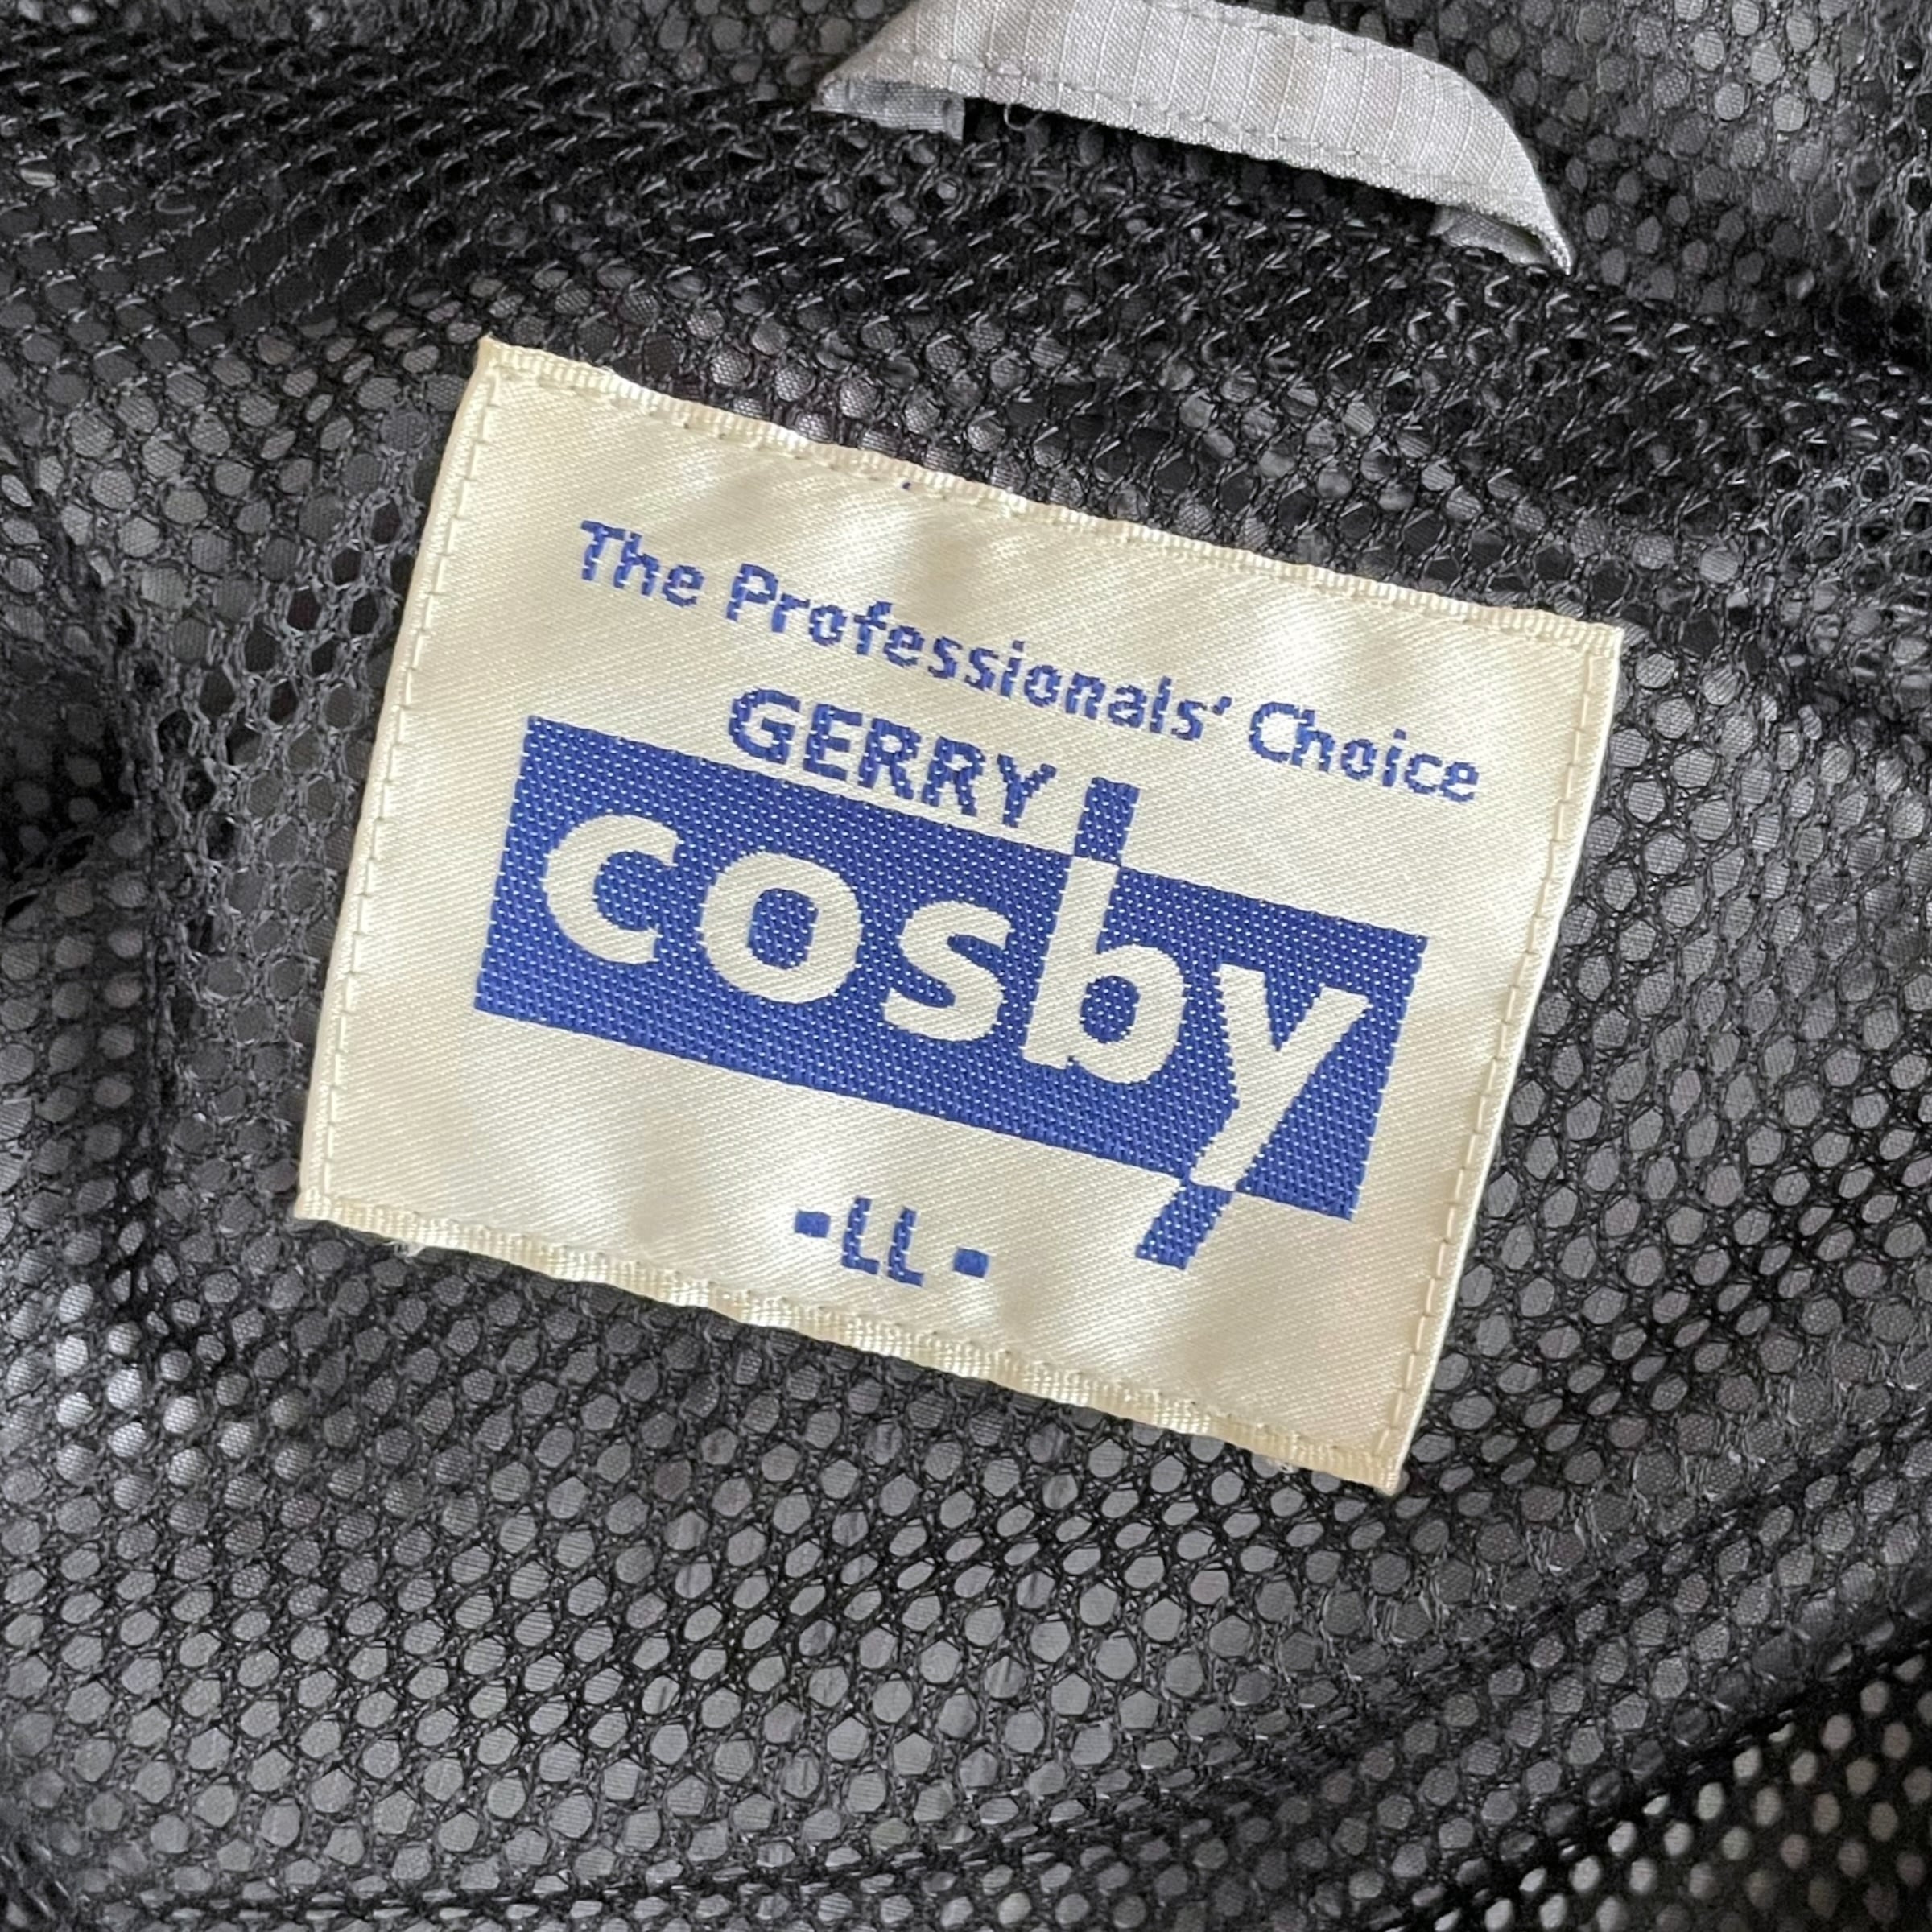 The Professionals' Choice
GERRY
cosby
-LL-